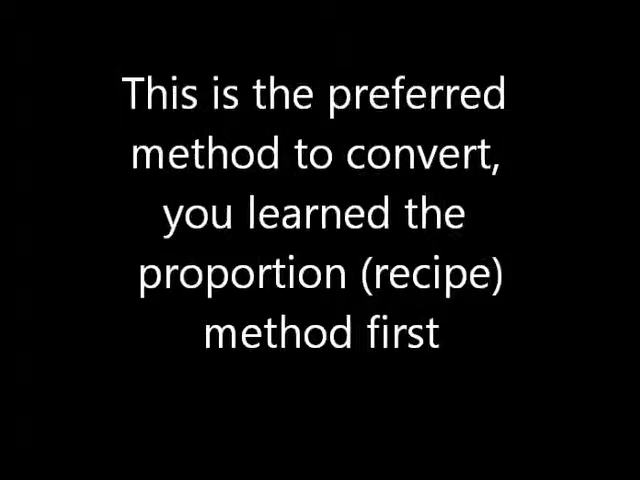 This is the preferred
method to convert,
you learned the
proportion (recipe)
method first